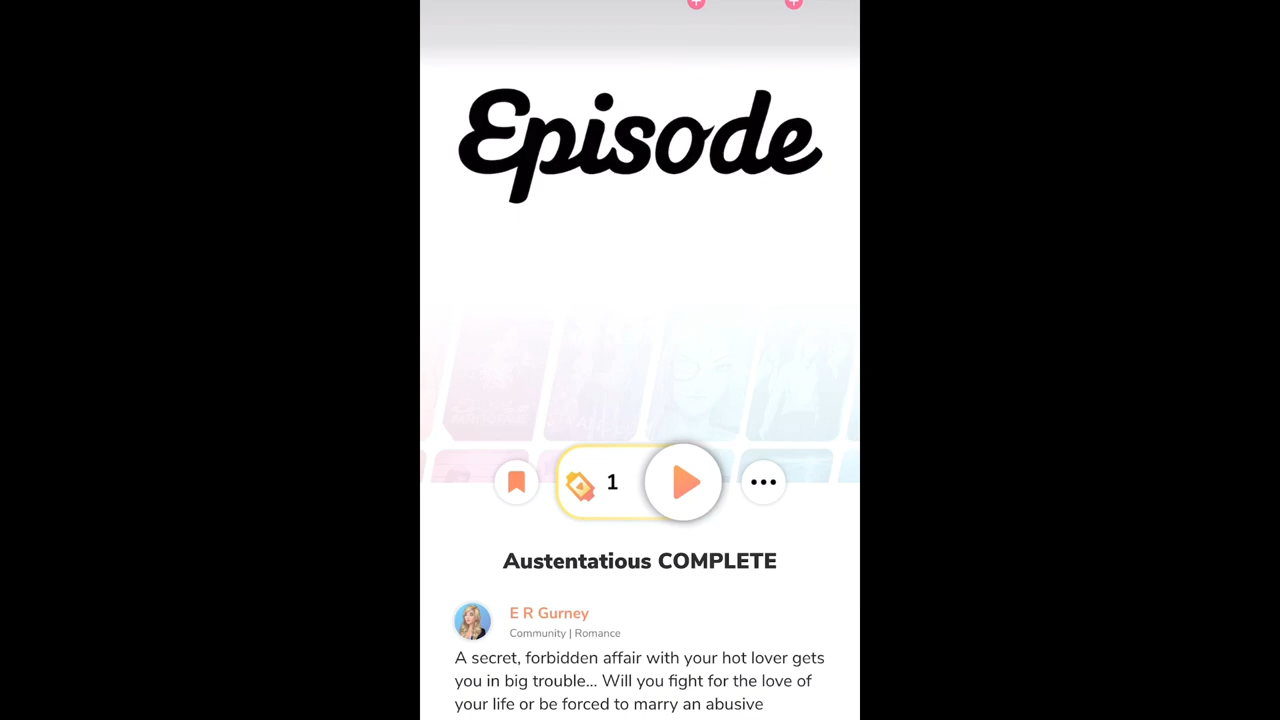 Episode
1
Austentatious COMPLETE
E R Gurney
Community | Romance
A secret, forbidden affair with your hot lover gets
you in big trouble... Will you fight for the love of
your life or be forced to marry an abusive